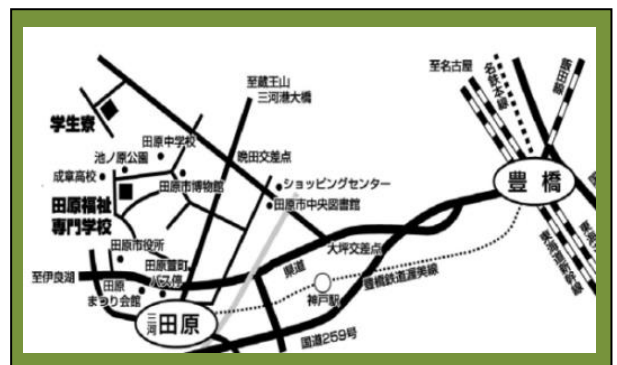 至名古屋
名鉄本線
飯田線
至蔵王山
三河港大橋
学生寮
田原中学校
池ノ原公園
晩田交差点
成章高校
田原市博物館
ショッピングセンター
田原市中央図書館
豊橋
田原福祉
専門学校
田原市役所
大坪交差点
至伊良湖
田原萱町
バス停
県道
田原
まつり会館
神戸駅
豊橋鉄道渥美線
東海道新幹線
三河田原
国道259号